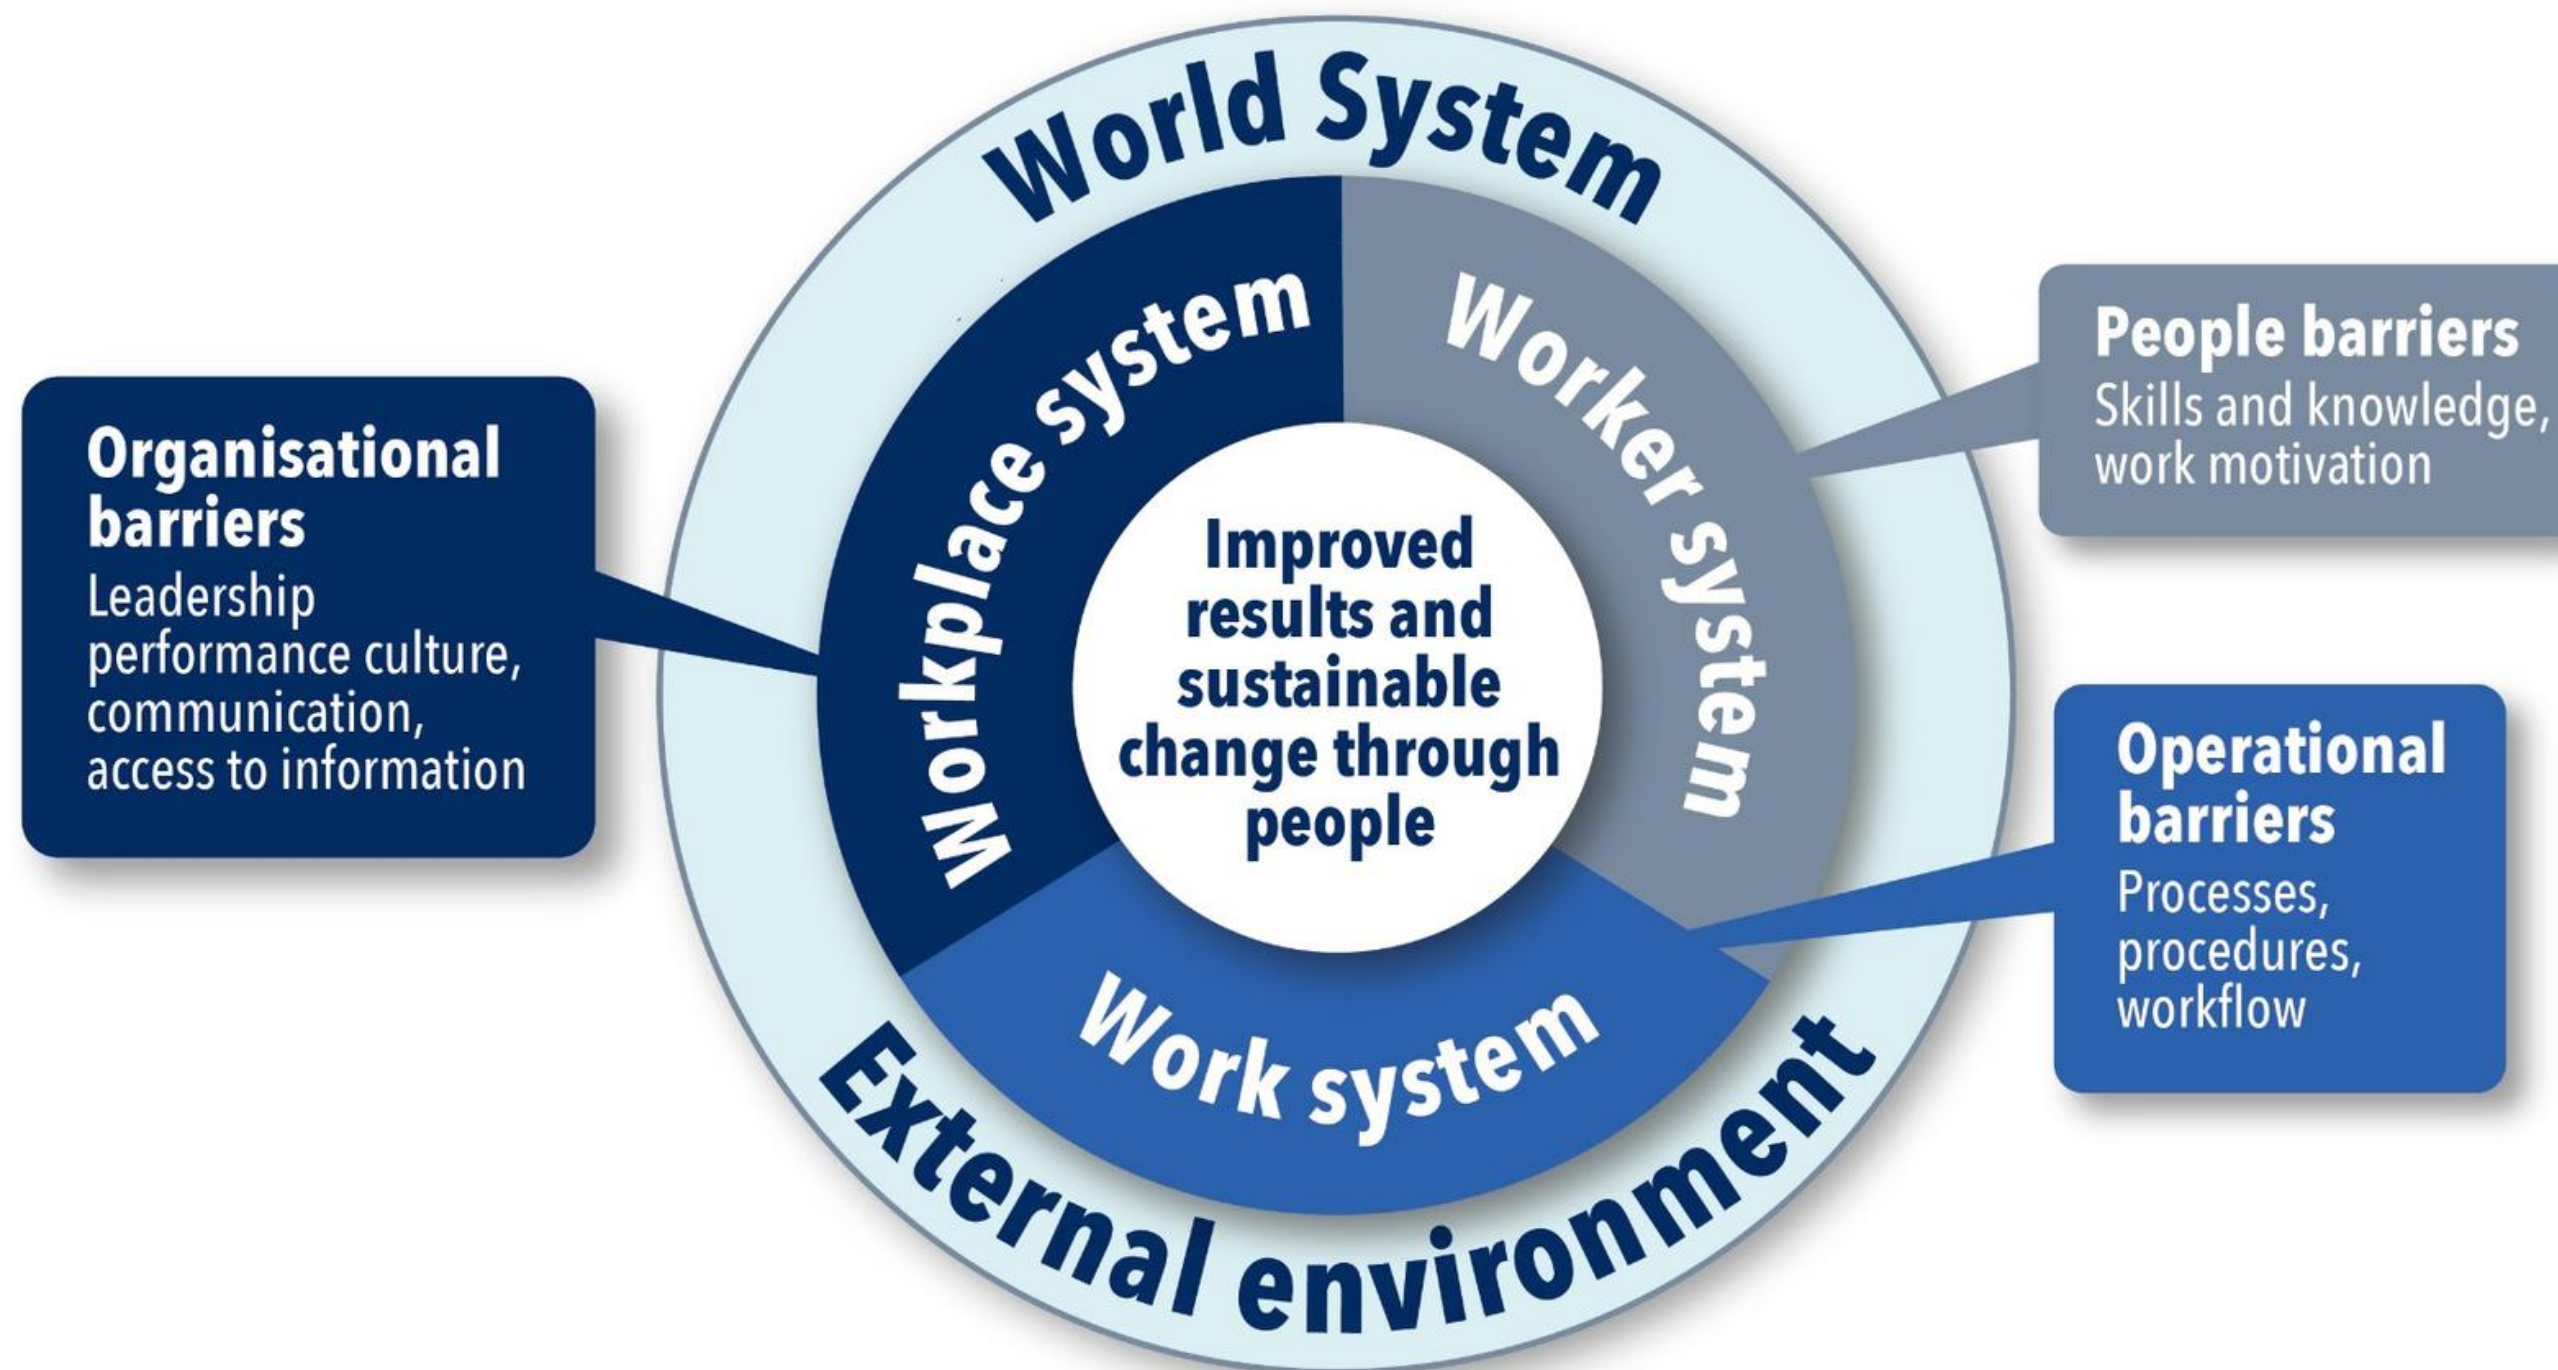 World System
Workplace system
Worker system
Improved
results and
sustainable
change through
people
Work system
External environment
Organisational
barriers
Leadership
performance culture,
communication,
access to information
People barriers
Skills and knowledge,
work motivation
Operational
barriers
Processes,
procedures,
workflow